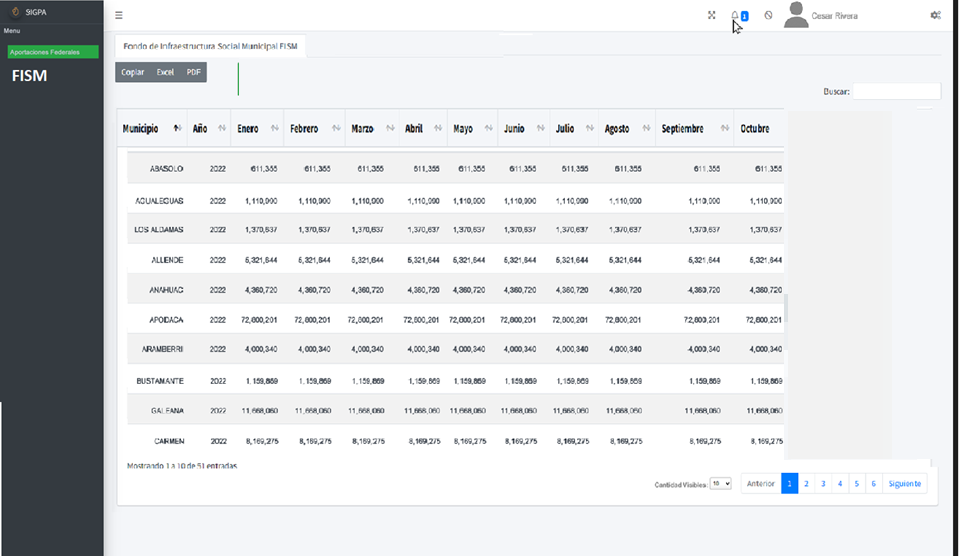 SIGPA
1
Cesar Rivera
Menu
Aportaciones Federales
FISM
Fondo de Infraestructura Social Municipal FISM
Copiar Excel PDF
Buscar:
Municipio Año Enero Febrero Marzo Abril Mayo Junio Julio Agosto Septiembre Octubre
ABASOLO 2022 611,355 611,355 611,355 611,355 611,355 611,355 611,355 611,355 611,355 611,355
AGUALEGUAS 2022 1,110,900 1,110,900 1,110,900 1,110,900 1,110,900 1,110,900 1,110,900 1,110,900 1,110,900 1,110,900
LOS ALDAMAS 2022 1,370,637 1,370,637 1,370,637 1,370,637 1,370,637 1,370,637 1,370,637 1,370,637 1,370,637 1,370,637
ALLENDE 2022 5,321,644 5,321,644 5,321,644 5,321,644 5,321,644 5,321,644 5,321,644 5,321,644 5,321,644 5,321,644
ANAHUAC 2022 4,360,720 4,360,720 4,360,720 4,360,720 4,360,720 4,360,720 4,360,720 4,360,720 4,360,720 4,360,720
APODACA 2022 72,600,201 72,600,201 72,600,201 72,600,201 72,600,201 72,600,201 72,600,201 72,600,201 72,600,201 72,600,201
ARAMBERRI 2022 4,000,340 4,000,340 4,000,340 4,000,340 4,000,340 4,000,340 4,000,340 4,000,340 4,000,340 4,000,340
BUSTAMANTE 2022 1,159,869 1,159,869 1,159,869 1,159,869 1,159,869 1,159,869 1,159,869 1,159,869 1,159,869 1,159,869
GALEANA 2022 11,668,060 11,668,060 11,668,060 11,668,060 11,668,060 11,668,060 11,668,060 11,668,060 11,668,060 11,668,060
CARMEN 2022 8,169,275 8,169,275 8,169,275 8,169,275 8,169,275 8,169,275 8,169,275 8,169,275 8,169,275 8,169,275
Mostrando 1 a 10 de 51 entradas
Cantidad Visibles: 10 Anterior 1 2 3 4 5 6 Siguiente